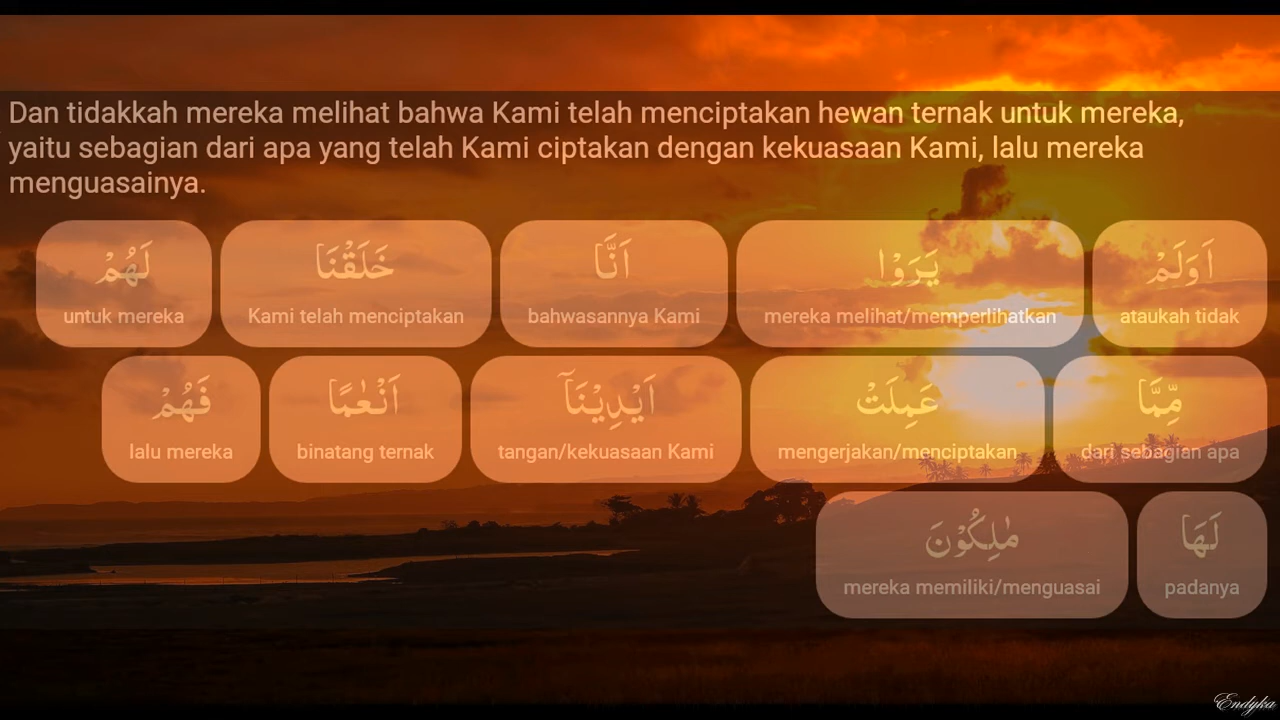 Dan tidakkah mereka melihat bahwa Kami telah menciptakan hewan ternak untuk mereka,
yaitu sebagian dari apa yang telah Kami ciptakan dengan kekuasaan Kami, lalu mereka
menguasainya.
اَوَلَمْ يَرَوْا اَنَّا خَلَقْنَا لَهُمْ
ataukah tidak mereka melihat/memperlihatkan bahwasannya Kami Kami telah menciptakan untuk mereka
مِّمَّا عَمِلَتْ اَيْدِيْنَآ اَنْعٰمًا فَهُمْ
dari sebagian apa mengerjakan/menciptakan tangan/kekuasaan Kami binatang ternak lalu mereka
لَهَا مٰلِكُوْنَ
padanya mereka memiliki/menguasai
Endyka